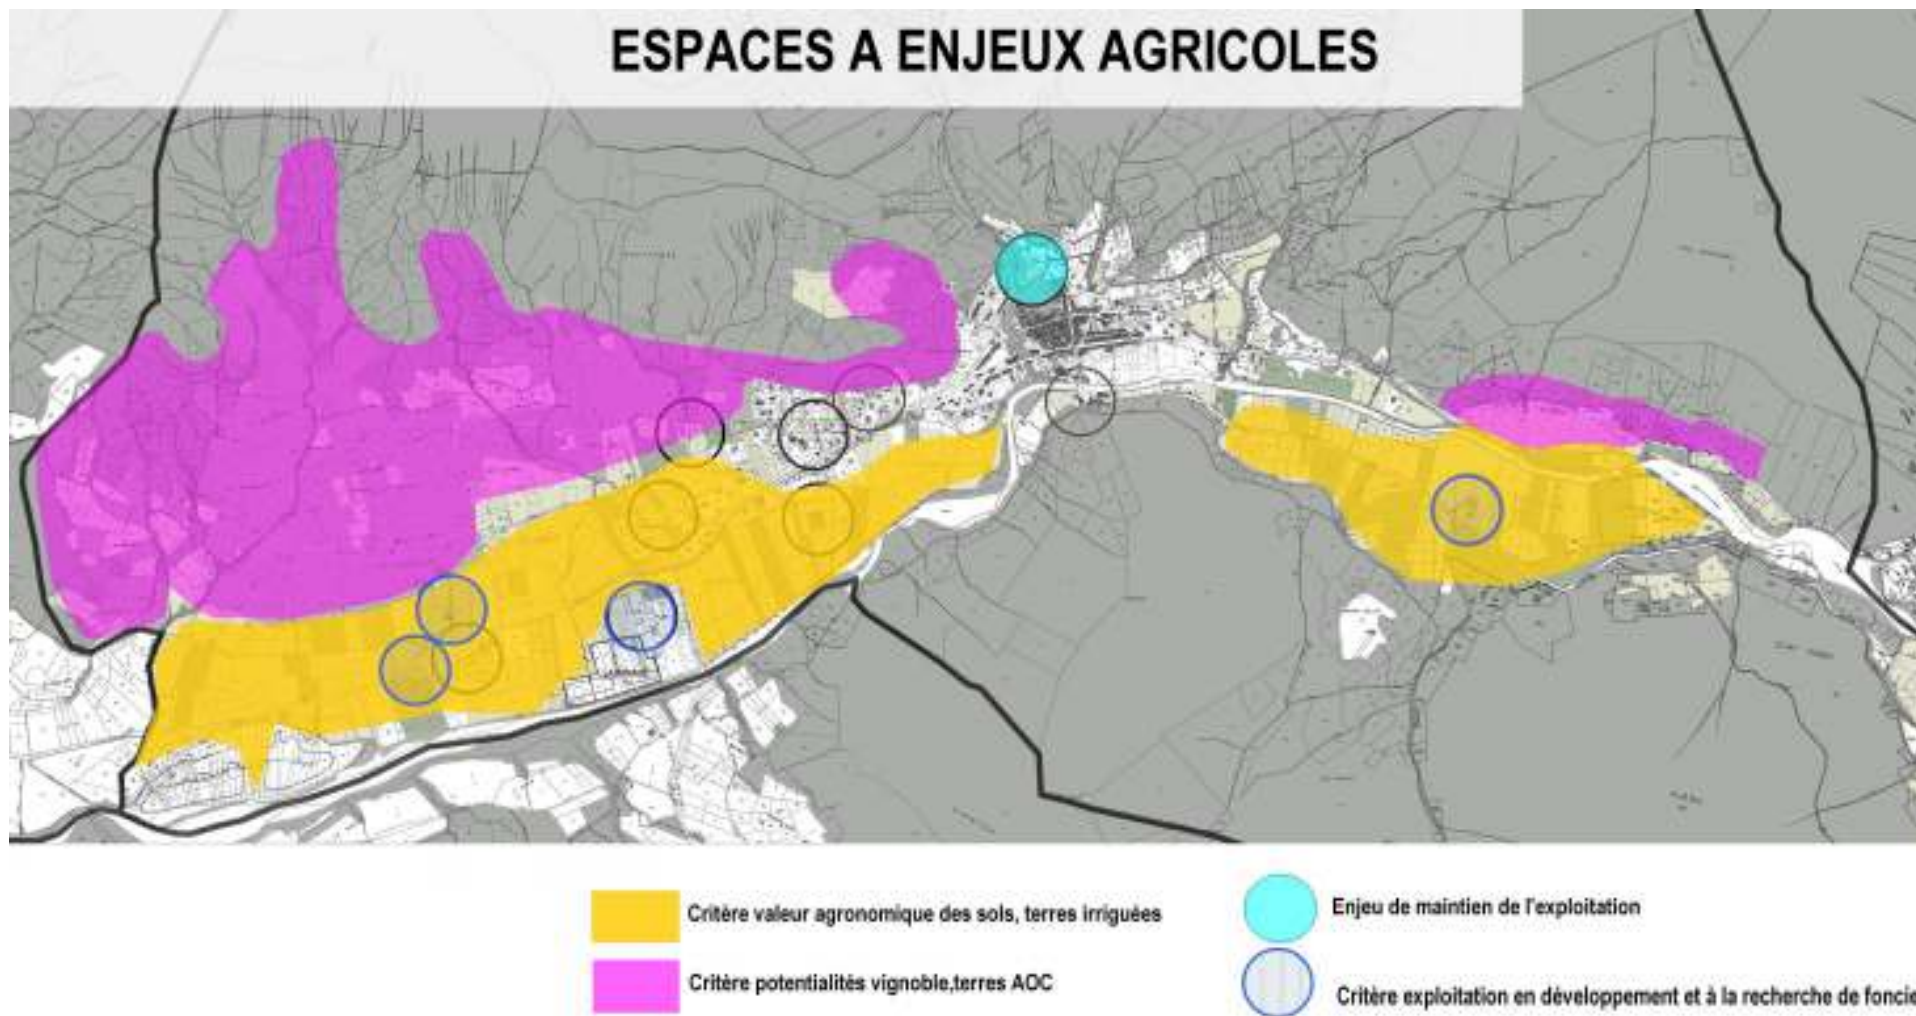 ESPACES A ENJEUX AGRICOLES
Critère valeur agronomique des sols, terres irriguées
Enjeu de maintien de l'exploitation
Critère potentialités vignoble,terres AOC
Critère exploitation en développement et à la recherche de foncie